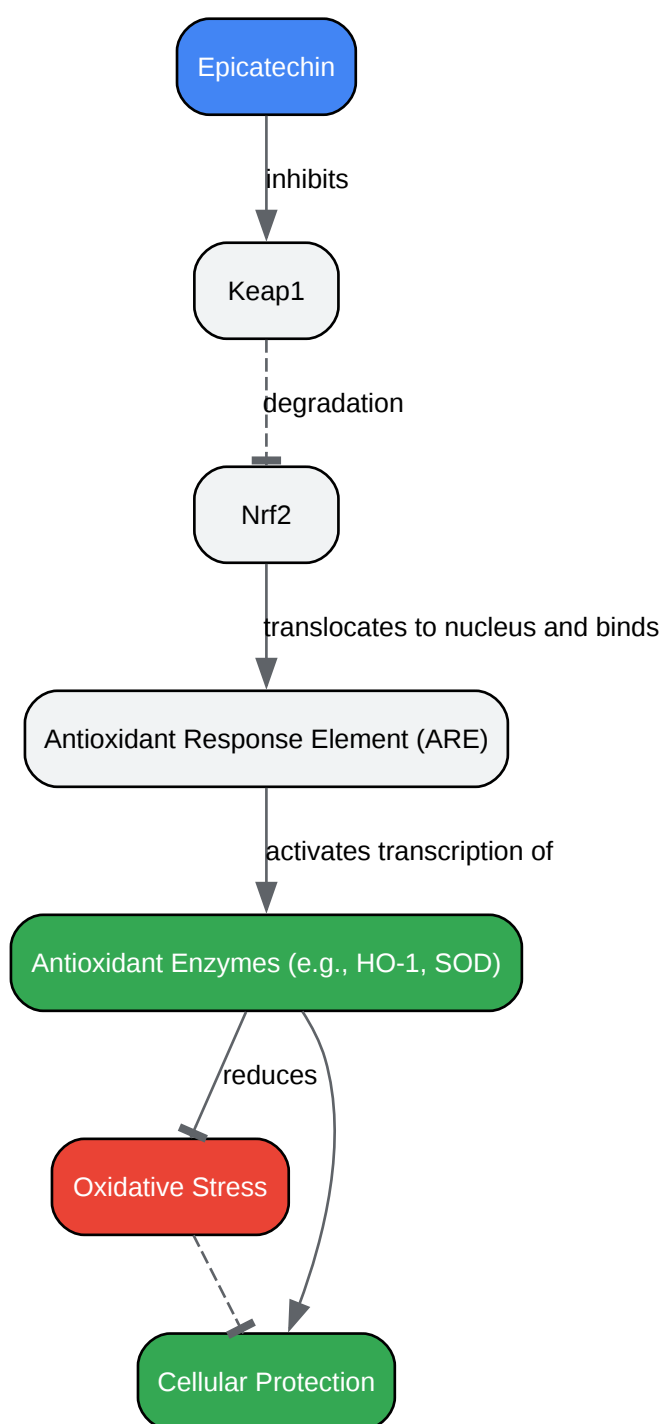 Epicatechin
inhibits
Keap1
degradation
Nrf2
translocates to nucleus and binds
Antioxidant Response Element (ARE)
activates transcription of
Antioxidant Enzymes (e.g., HO-1, SOD)
reduces
Oxidative Stress
Cellular Protection